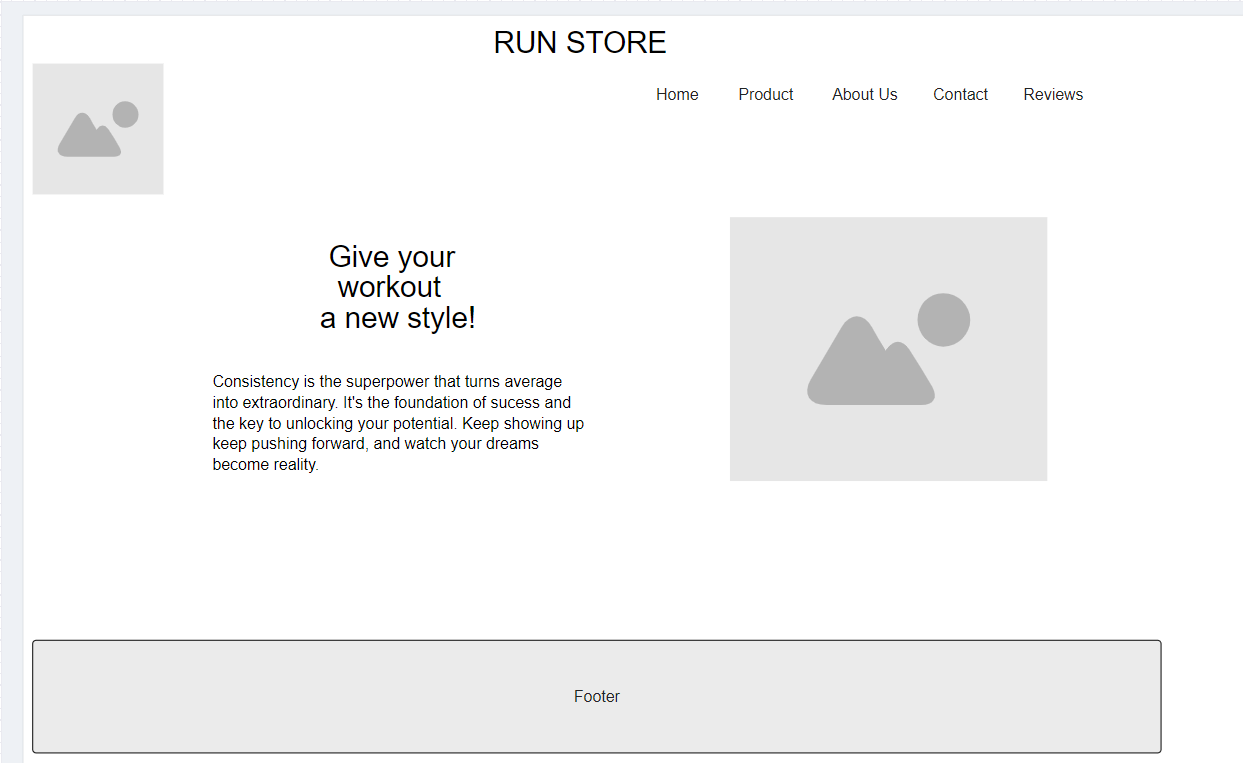 RUN STORE
Home Product About Us Contact Reviews
Give your
workout
a new style!
Consistency is the superpower that turns average
into extraordinary. It's the foundation of sucess and
the key to unlocking your potential. Keep showing up
keep pushing forward, and watch your dreams
become reality.
Footer